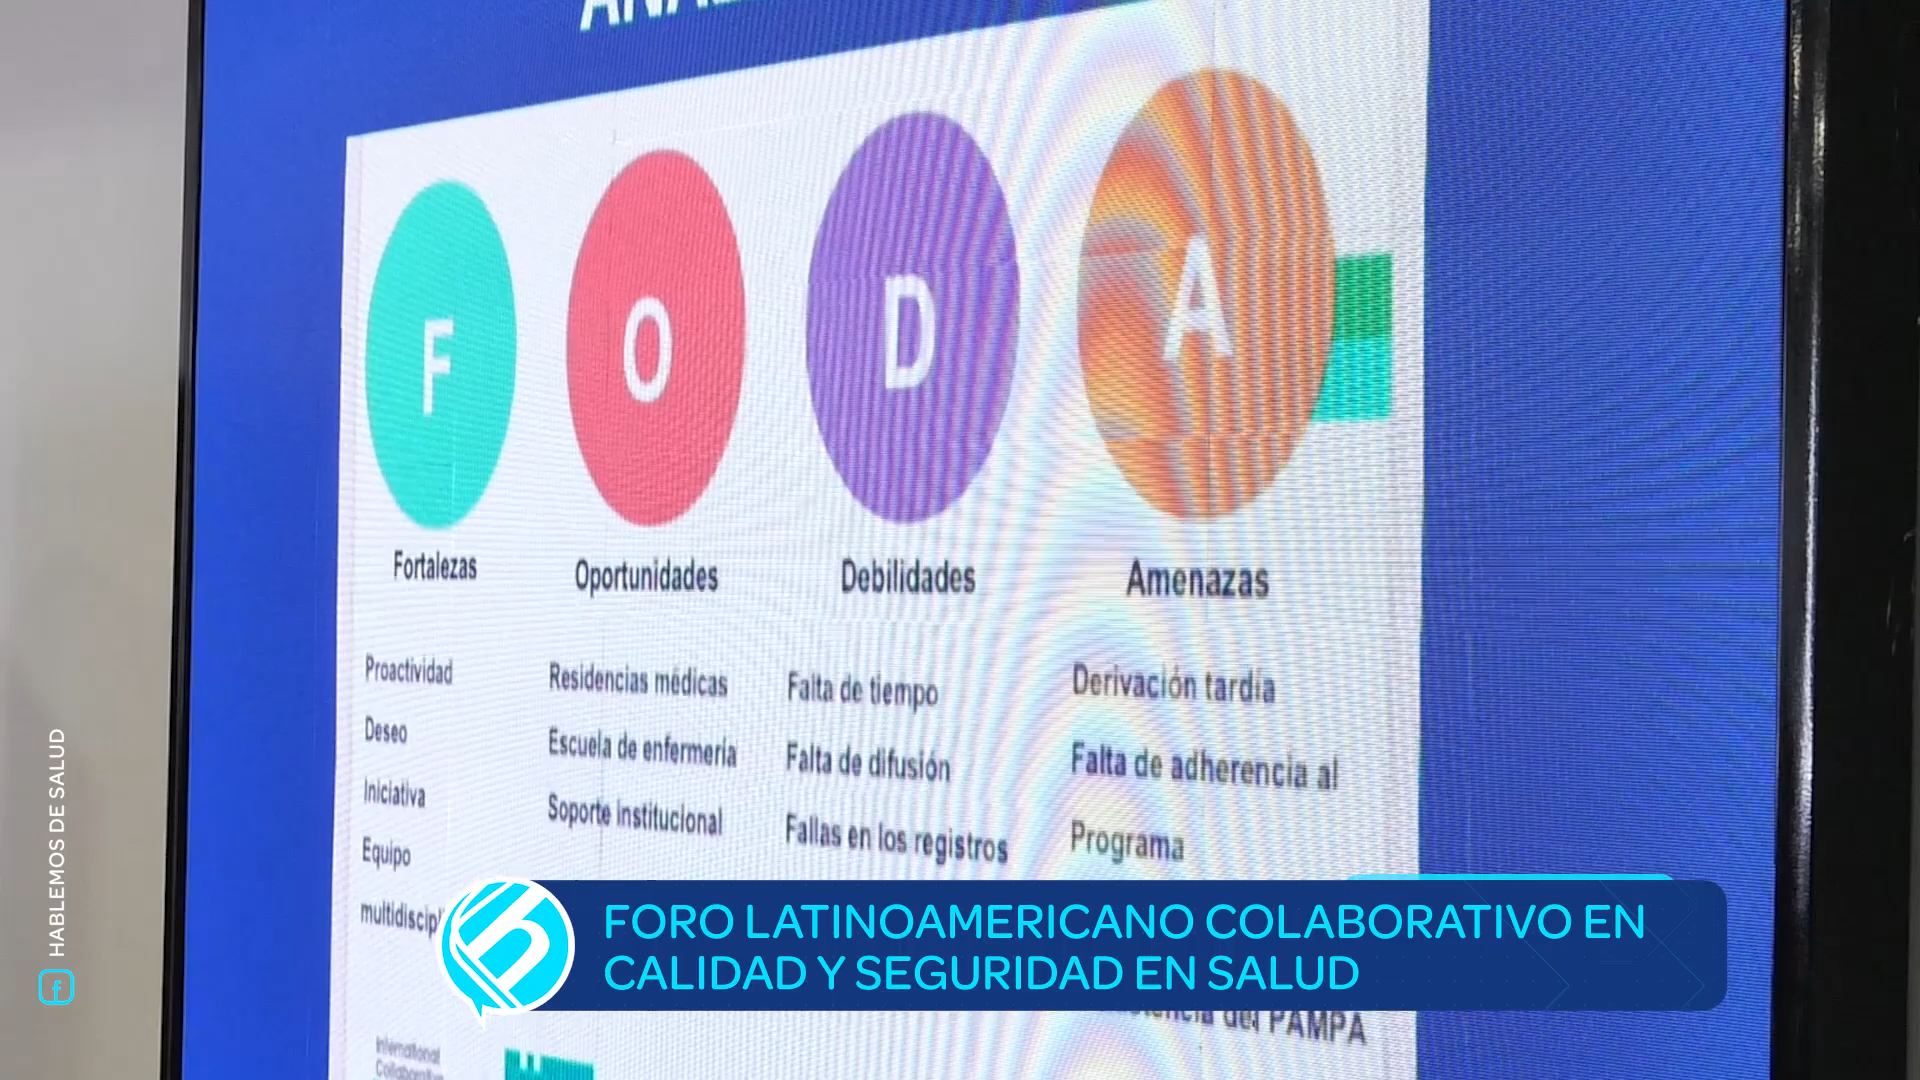 F
O
D
A
Fortalezas
Oportunidades
Debilidades
Amenazas
Proactividad
Deseo
Iniciativa
Equipo
Residencias médicas
Escuela de enfermería
Soporte institucional
Falta de tiempo
Falta de difusión
Fallas en los registros
Derivación tardía
Falta de adherencia al
Programa
del PAMPA
International
HABLEMOS DE SALUD
FORO LATINOAMERICANO COLABORATIVO EN
CALIDAD Y SEGURIDAD EN SALUD